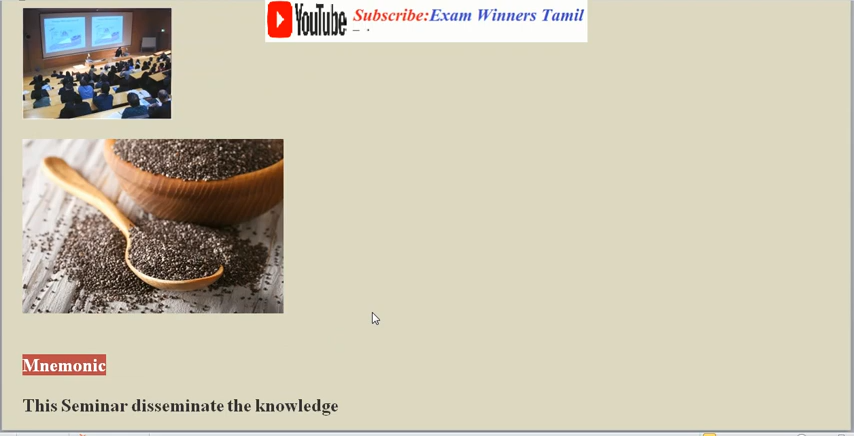 YouTube Subscribe:Exam Winners Tamil
Mnemonic
This Seminar disseminate the knowledge